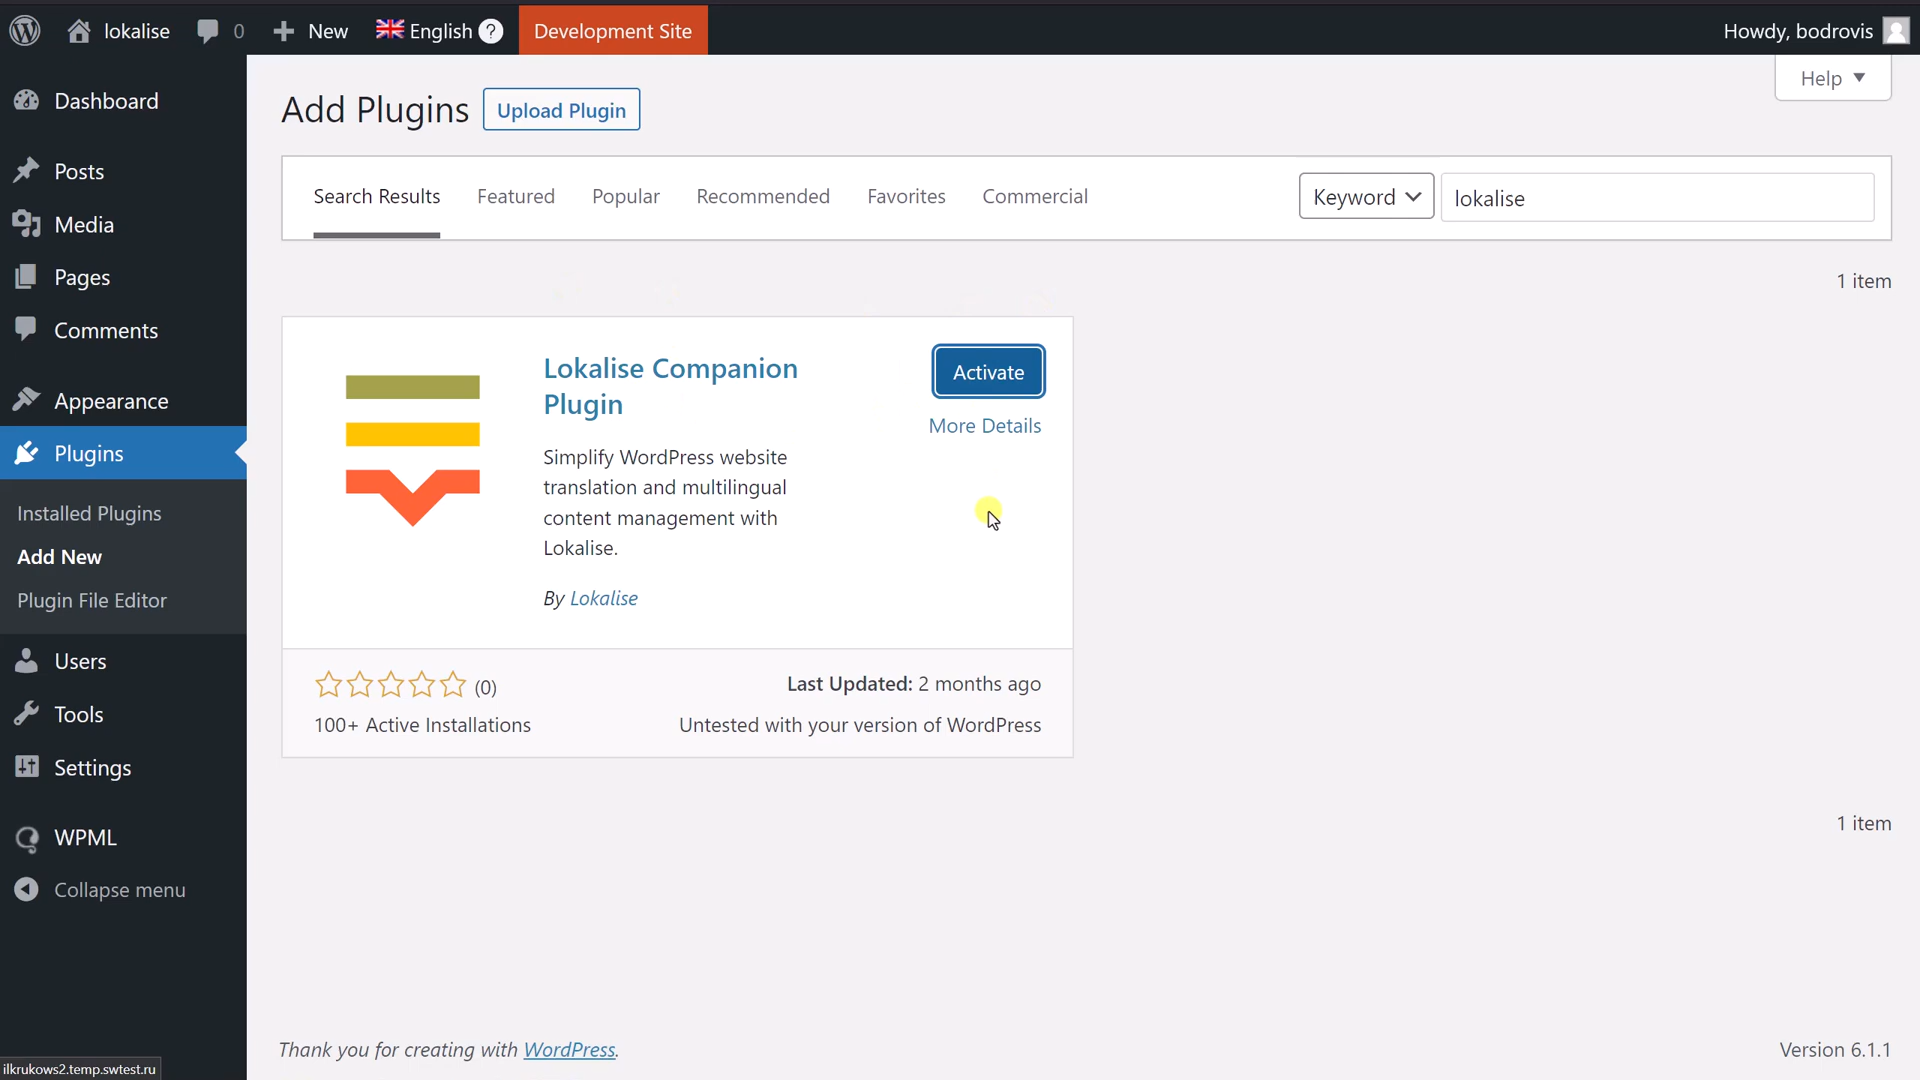 lokalise 0 + New English ? Development Site Howdy, bodrovis
Help
Dashboard
Posts
Media
Pages
Comments
Appearance
Plugins
Installed Plugins
Add New
Plugin File Editor
Users
Tools
Settings
WPML
Collapse menu
Add Plugins Upload Plugin
Search Results Featured Popular Recommended Favorites Commercial Keyword lokalise
1 item
Lokalise Companion
Plugin
Activate
More Details
Simplify WordPress website
translation and multilingual
content management with
Lokalise.
By Lokalise
(0)
Last Updated: 2 months ago
100+ Active Installations
Untested with your version of WordPress
1 item
Thank you for creating with WordPress.
Version 6.1.1
ilkrukows2.temp.swtest.ru